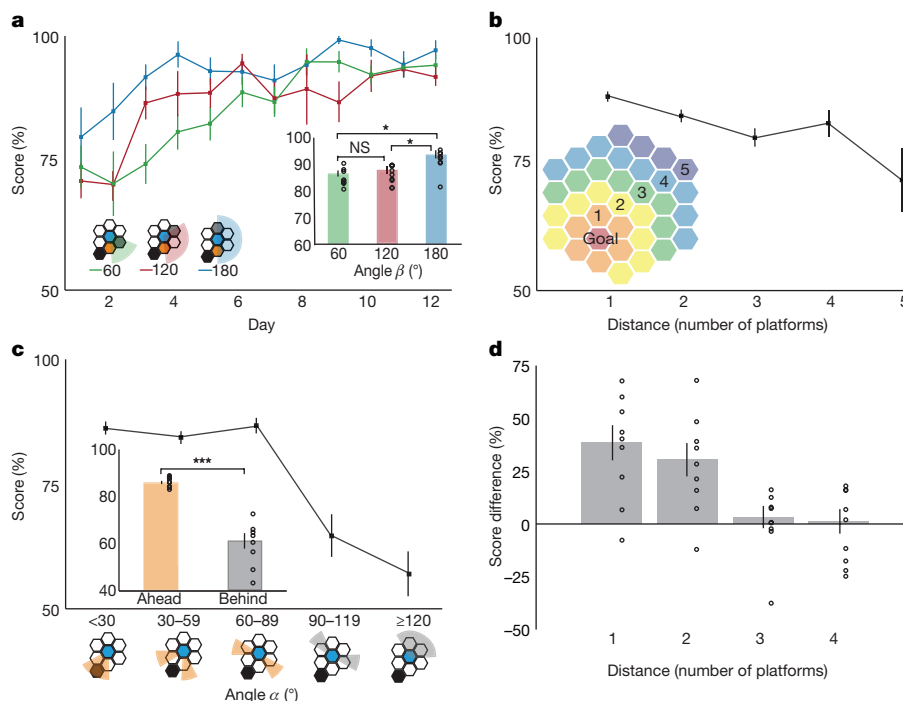 a
100
75
50
Score (%)
2 4 6 8 10 12
Day
–60 –120 –180
100
90
80
70
60
*
NS
*
60 120 180
Angle β (°)
b
100
75
50
Score (%)
5
4
3
2
1
Goal
1 2 3 4 5
Distance (number of platforms)
c
100
75
50
Score (%)
100
80
60
40
***
Ahead Behind
<30 30–59 60–89 90–119 ≥120
Angle α (°)
d
75
50
25
0
–25
–50
Score difference (%)
1 2 3 4
Distance (number of platforms)